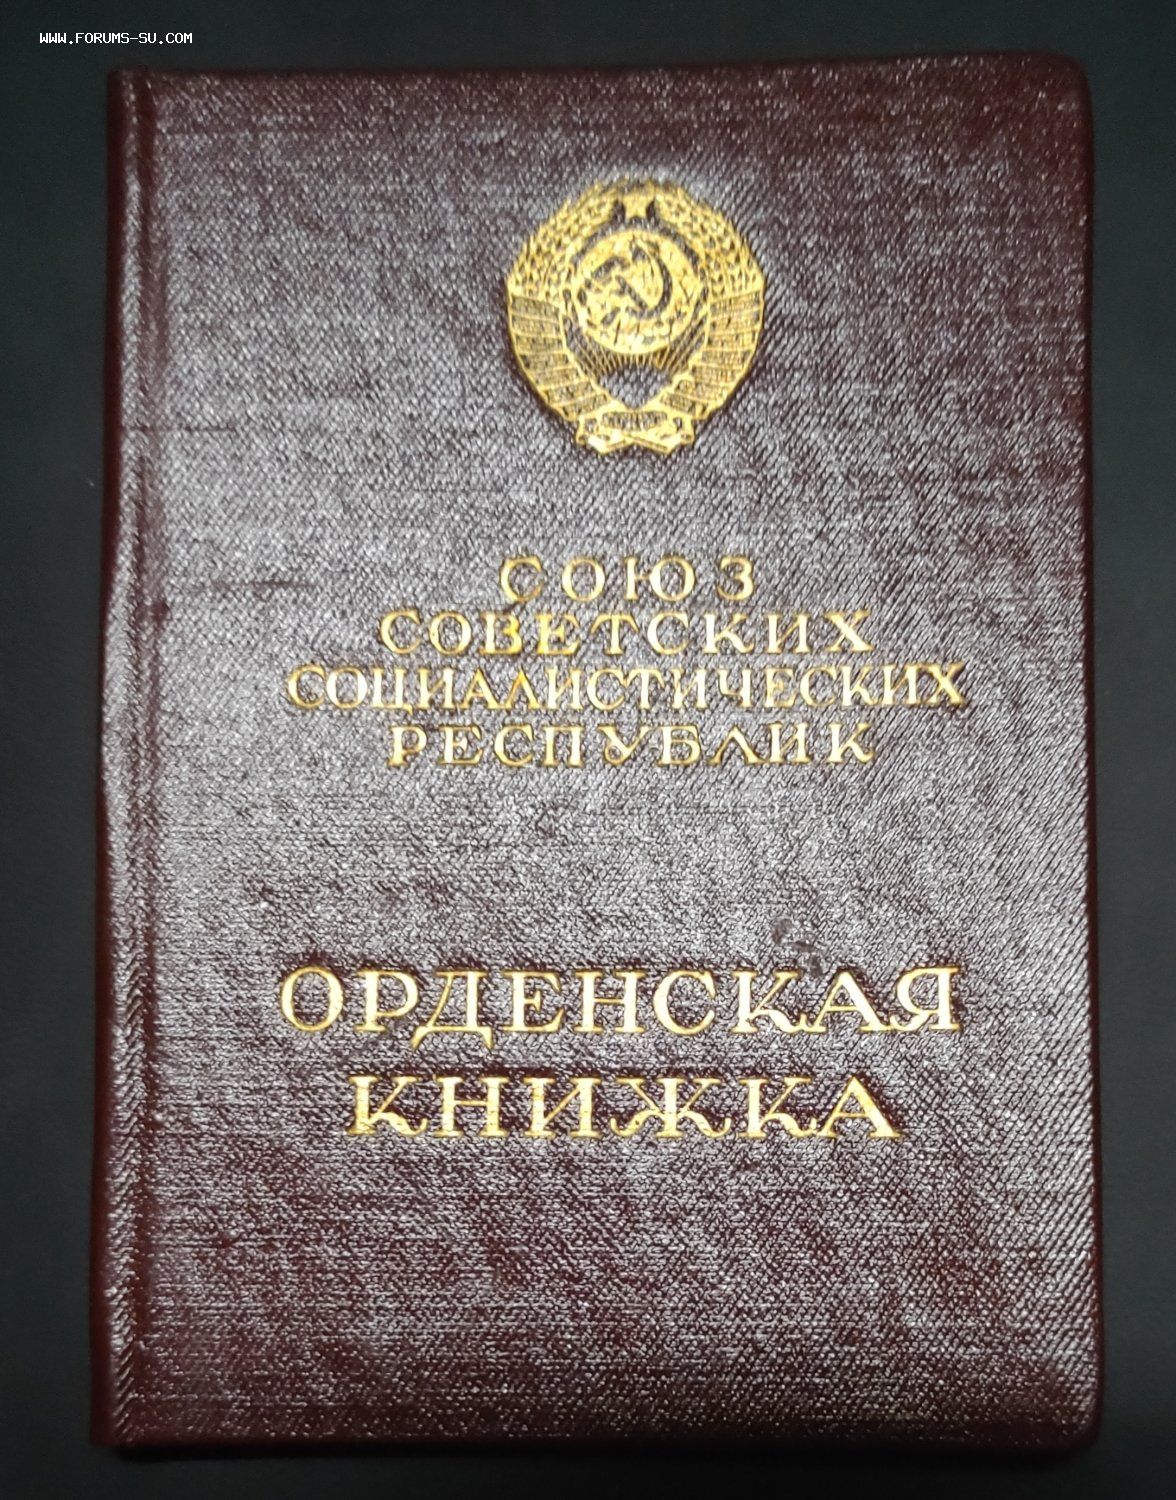 WWW.FORUMS-SU.COM
СОЮЗ
СОВЕТСКИХ
СОЦИАЛИСТИЧЕСКИХ
РЕСПУБЛИК
ОРДЕНСКАЯ
КНИЖКА